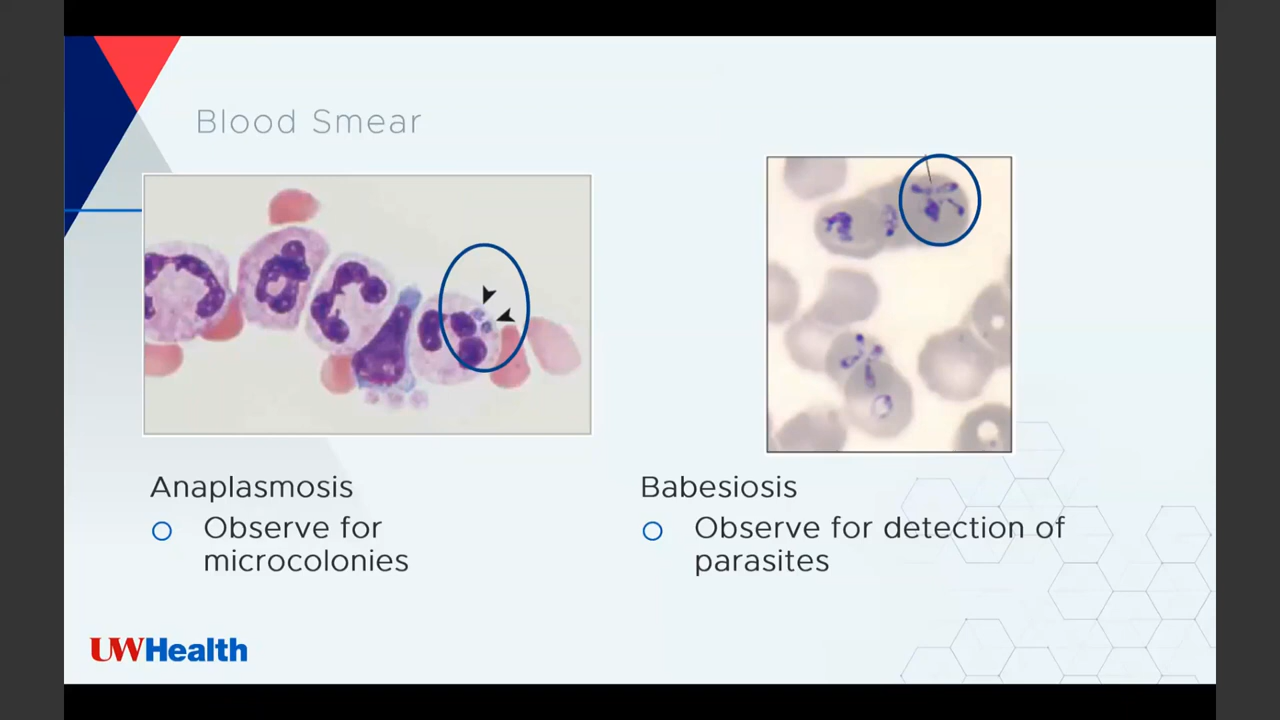 Blood Smear
Anaplasmosis
Observe for
microcolonies
Babesiosis
Observe for detection of
parasites
UWHealth